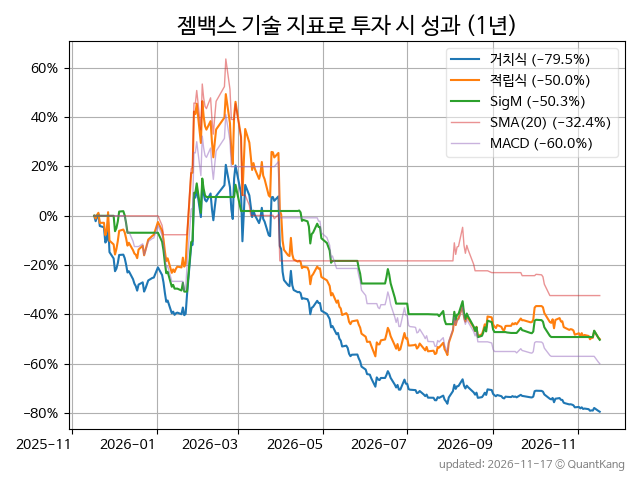 젬백스 기술 지표로 투자 시 성과 (1년)
거치식 (−79.5%)
적립식 (−50.0%)
SigM (−50.3%)
SMA(20) (−32.4%)
MACD (−60.0%)
60%
40%
20%
0%
−20%
−40%
−60%
−80%
2025−11 2026−01 2026−03 2026−05 2026−07 2026−09 2026−11
updated: 2026−11−17 © QuantKang